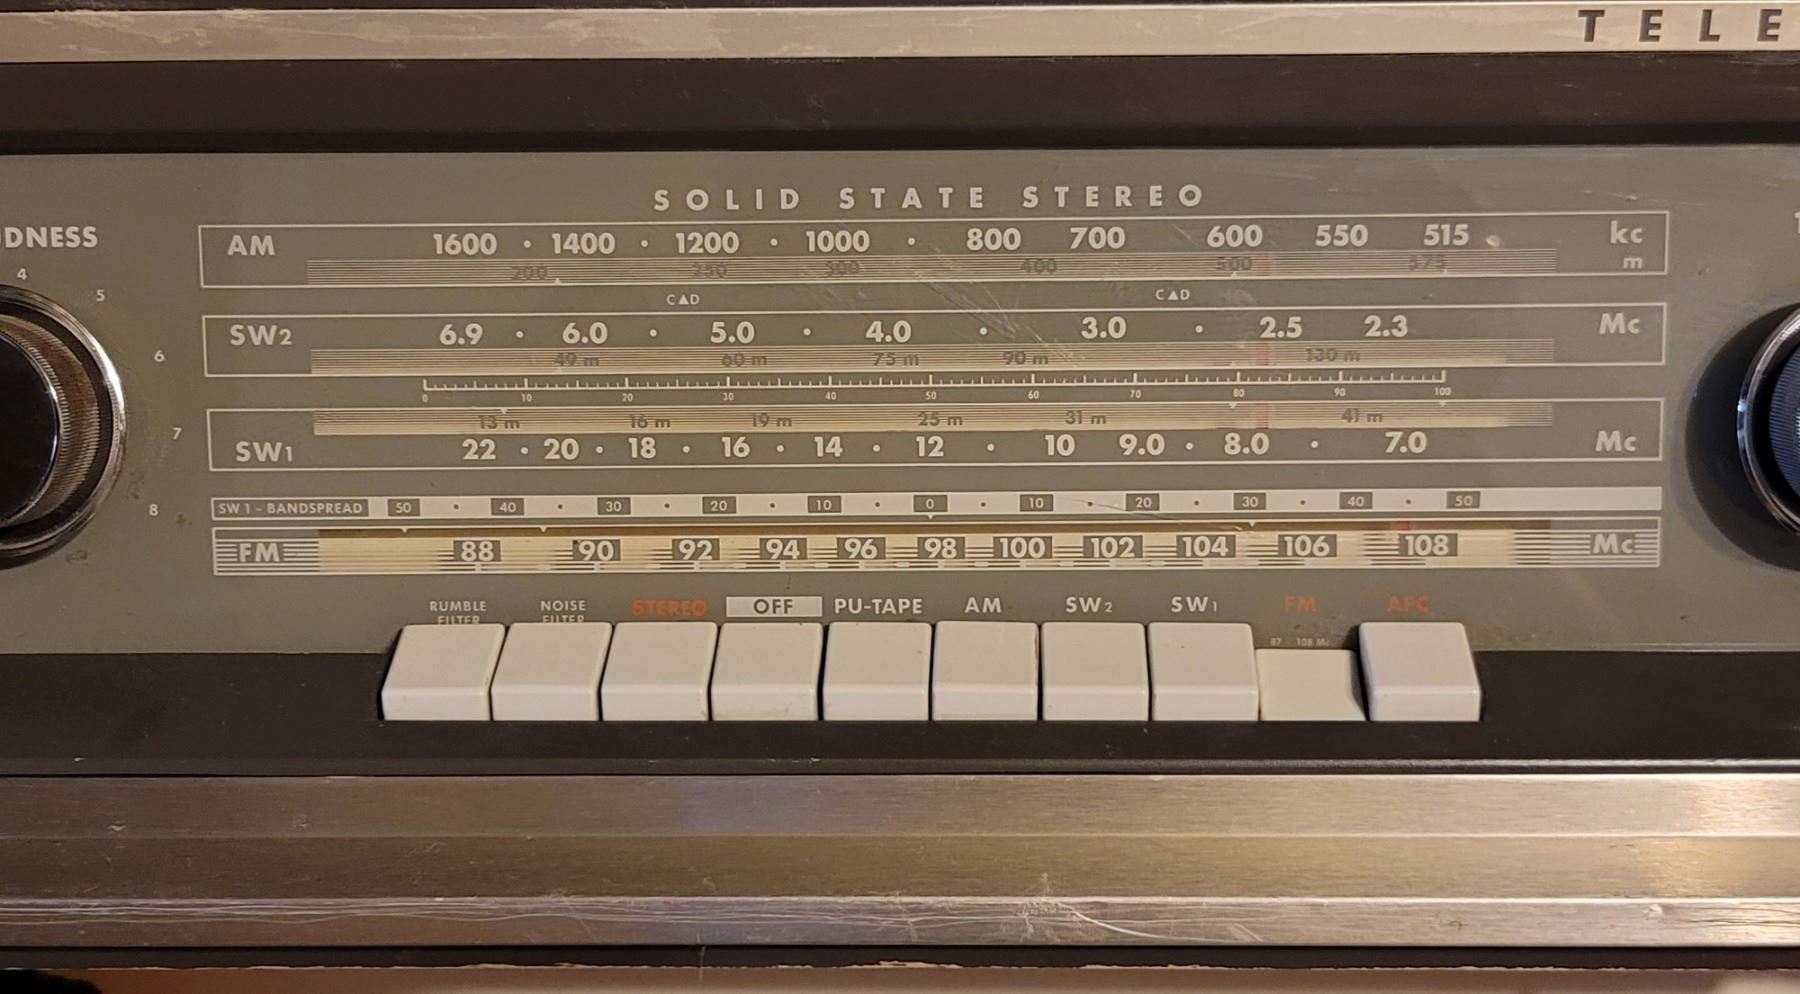 TELE
SOLID STATE STEREO
DNESS
AM 1600 · 1400 · 1200 · 1000 · 800 700 600 550 515 kc
200 250 300 400 500 575 m
4
5
6
7
8
C▲D C▲D
SW2 6.9 · 6.0 · 5.0 · 4.0 · 3.0 · 2.5 2.3 Mc
49 m 60 m 75 m 90 m 130 m
0 10 20 30 40 50 60 70 80 90 100
13 m 16 m 19 m 25 m 31 m 41 m
SW1 22 · 20 · 18 · 16 · 14 · 12 · 10 9.0 · 8.0 · 7.0 Mc
SW1-BANDSPREAD 50 · 40 · 30 · 20 · 10 · 0 · 10 · 20 · 30 · 40 · 50
FM 88 90 92 94 96 98 100 102 104 106 108 Mc
RUMBLE FILTER NOISE FILTER STEREO OFF PU-TAPE AM SW2 SW1 FM AFC
87 - 108 Mc